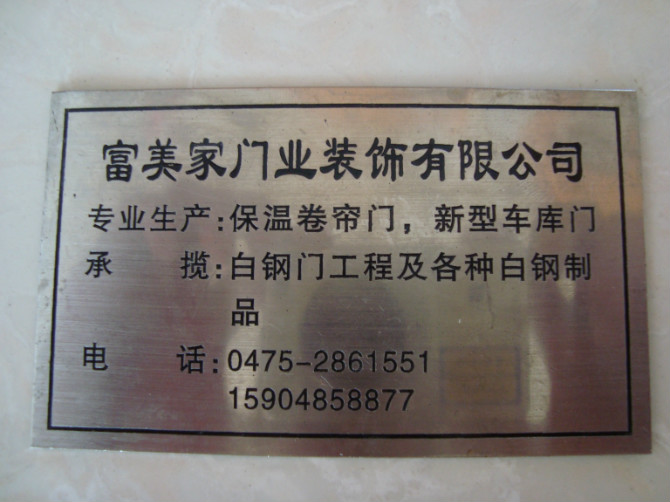 富美家门业装饰有限公司
专业生产:保温卷帘门，新型车库门
承 揽:白钢门工程及各种白钢制
品
电 话:0475-2861551
15904858877